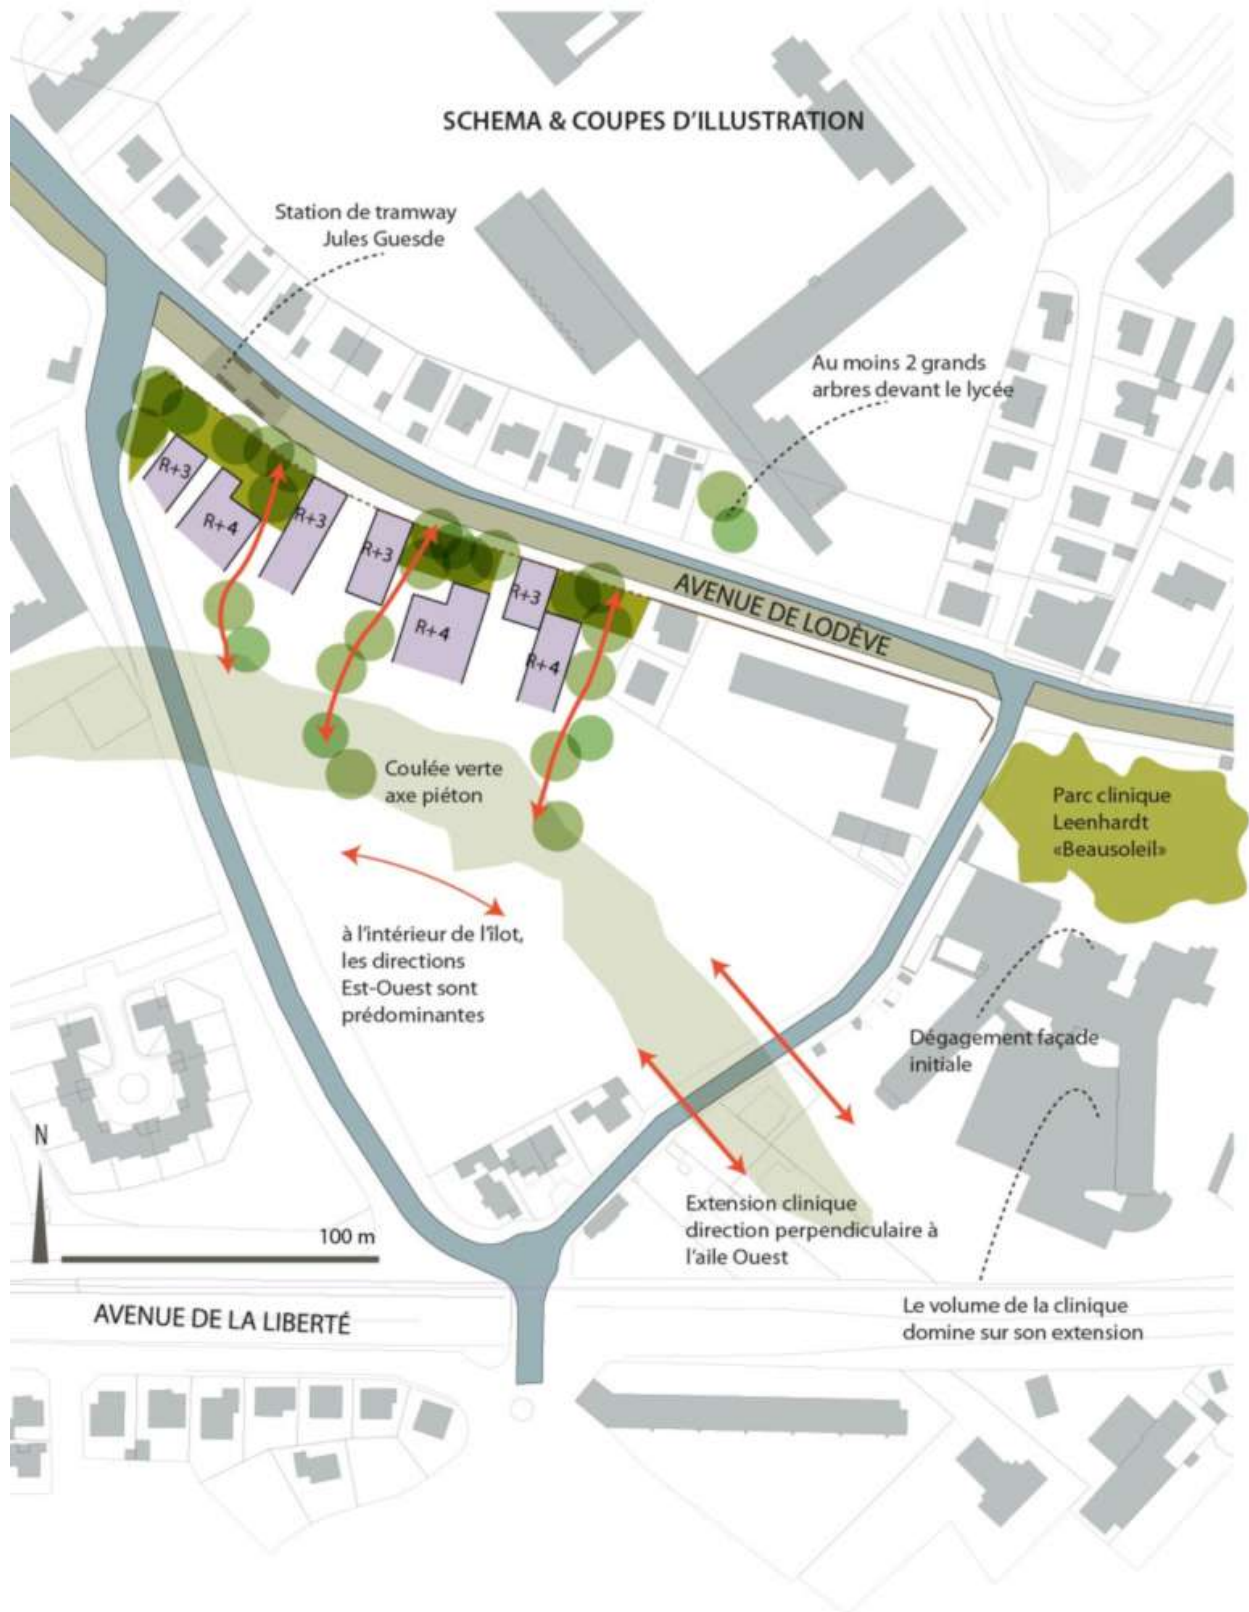 SCHEMA & COUPES D'ILLUSTRATION
Station de tramway
Jules Guesde
Au moins 2 grands
arbres devant le lycée
R+3
R+4
R+3
R+3
R+4
R+3
R+4
AVENUE DE LODÈVE
Coulée verte
axe piéton
Parc clinique
Leenhardt
«Beausoleil»
à l'intérieur de l'îlot,
les directions
Est-Ouest sont
prédominantes
Dégagement façade
initiale
N
100 m
Extension clinique
direction perpendiculaire à
l'aile Ouest
AVENUE DE LA LIBERTÉ
Le volume de la clinique
domine sur son extension